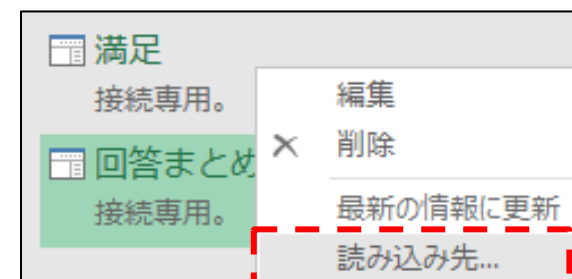 満足
接続専用。
回答まとめ
接続専用。
編集
削除
最新の情報に更新
読み込み先...